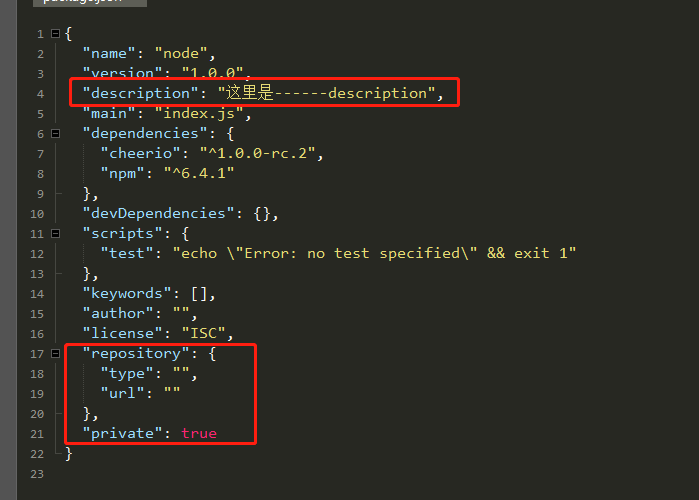 package.json
1 {
2 "name": "node",
3 "version": "1.0.0",
4 "description": "这里是------description",
5 "main": "index.js",
6 "dependencies": {
7 "cheerio": "^1.0.0-rc.2",
8 "npm": "^6.4.1"
9 },
10 "devDependencies": {},
11 "scripts": {
12 "test": "echo \"Error: no test specified\" && exit 1"
13 },
14 "keywords": [],
15 "author": "",
16 "license": "ISC",
17 "repository": {
18 "type": "",
19 "url": ""
20 },
21 "private": true
22 }
23